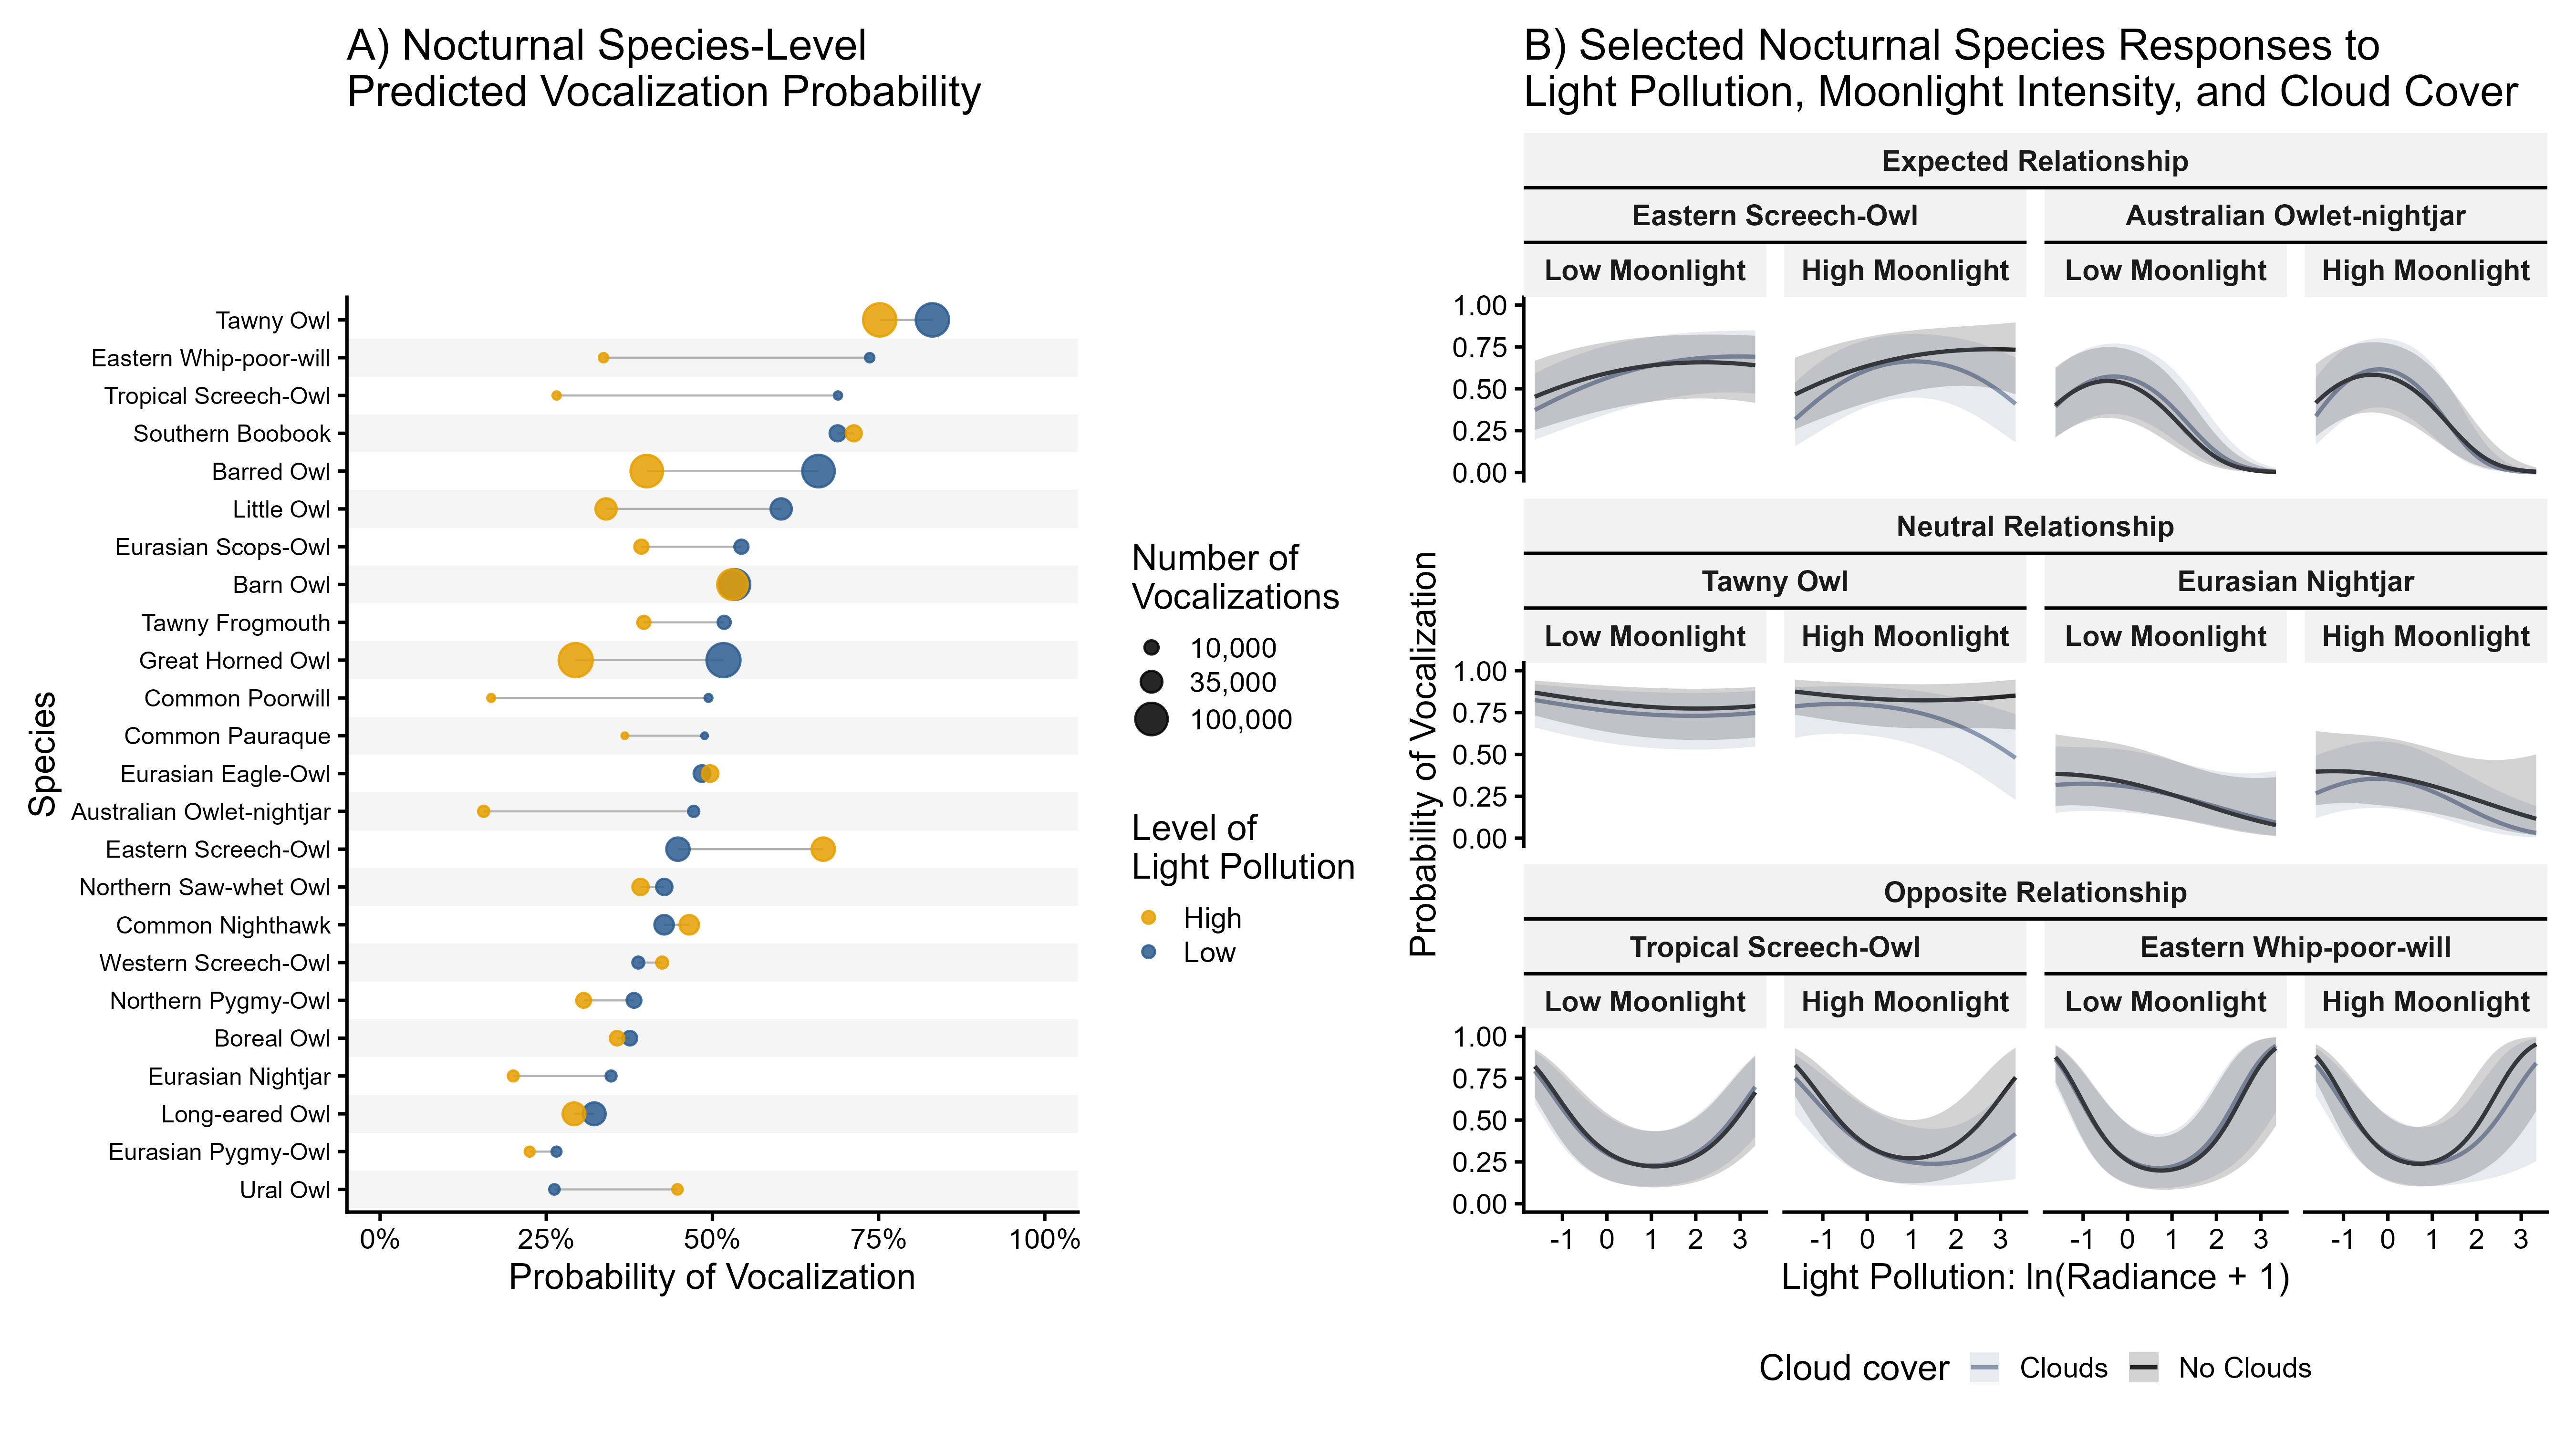 A) Nocturnal Species-Level
Predicted Vocalization Probability
Species
Tawny Owl
Eastern Whip-poor-will
Tropical Screech-Owl
Southern Boobook
Barred Owl
Little Owl
Eurasian Scops-Owl
Barn Owl
Tawny Frogmouth
Great Horned Owl
Common Poorwill
Common Pauraque
Eurasian Eagle-Owl
Australian Owlet-nightjar
Eastern Screech-Owl
Northern Saw-whet Owl
Common Nighthawk
Western Screech-Owl
Northern Pygmy-Owl
Boreal Owl
Eurasian Nightjar
Long-eared Owl
Eurasian Pygmy-Owl
Ural Owl
0% 25% 50% 75% 100%
Probability of Vocalization
Number of
Vocalizations
10,000
35,000
100,000
Level of
Light Pollution
High
Low
B) Selected Nocturnal Species Responses to
Light Pollution, Moonlight Intensity, and Cloud Cover
Probability of Vocalization
Expected Relationship
Eastern Screech-Owl Australian Owlet-nightjar
Low Moonlight High Moonlight Low Moonlight High Moonlight
1.00
0.75
0.50
0.25
0.00
Neutral Relationship
Tawny Owl Eurasian Nightjar
Low Moonlight High Moonlight Low Moonlight High Moonlight
1.00
0.75
0.50
0.25
0.00
Opposite Relationship
Tropical Screech-Owl Eastern Whip-poor-will
Low Moonlight High Moonlight Low Moonlight High Moonlight
1.00
0.75
0.50
0.25
0.00
-1 0 1 2 3 -1 0 1 2 3 -1 0 1 2 3 -1 0 1 2 3
Light Pollution: ln(Radiance + 1)
Cloud cover Clouds No Clouds